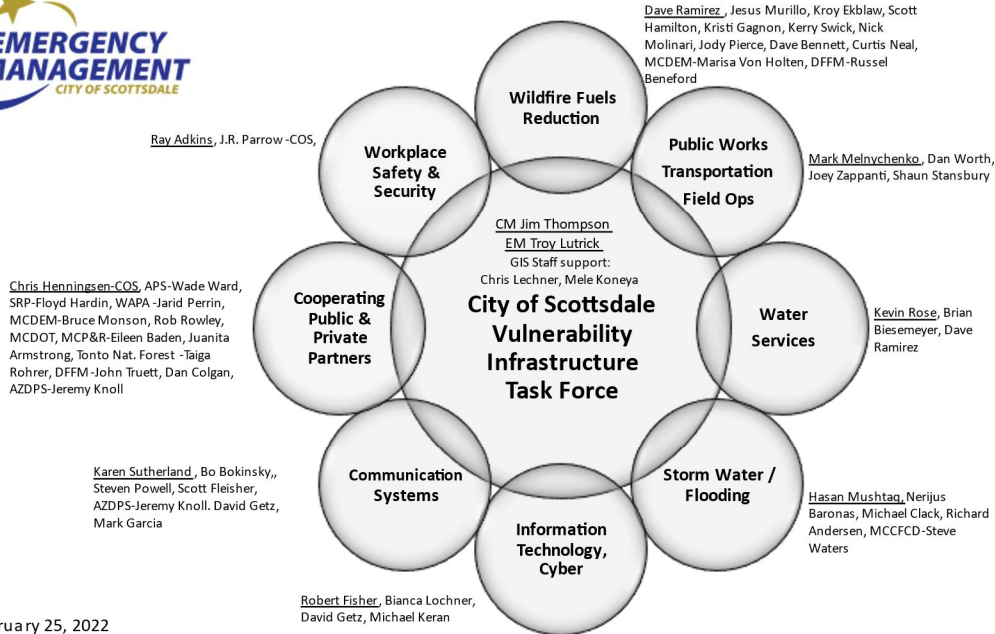 EMERGENCY
MANAGEMENT
CITY OF SCOTTSDALE
Dave Ramirez , Jesus Murillo, Kroy Ekblaw, Scott
Hamilton, Kristi Gagnon, Kerry Swick, Nick
Molinari, Jody Pierce, Dave Bennett, Curtis Neal,
MCDEM-Marisa Von Holten, DFFM-Russel
Beneford
Wildfire Fuels
Reduction
Ray Adkins, J.R. Parrow -COS,
Workplace
Safety &
Security
Public Works
Transportation
Field Ops
Mark Melnychenko , Dan Worth,
Joey Zappanti, Shaun Stansbury
CM Jim Thompson
EM Troy Lutrick
GIS Staff support:
Chris Lechner, Mele Koneya
City of Scottsdale
Vulnerability
Infrastructure
Task Force
Chris Henningsen-COS, APS-Wade Ward,
SRP-Floyd Hardin, WAPA -Jarid Perrin,
MCDEM-Bruce Monson, Rob Rowley,
MCDOT, MCP&R-Eileen Baden, Juanita
Armstrong, Tonto Nat. Forest -Taiga
Rohrer, DFFM-John Truett, Dan Colgan,
AZDPS-Jeremy Knoll
Cooperating
Public &
Private
Partners
Water
Services
Kevin Rose, Brian
Biesemeyer, Dave
Ramirez
Karen Sutherland , Bo Bokinsky,,
Steven Powell, Scott Fleisher,
AZDPS-Jeremy Knoll. David Getz,
Mark Garcia
Communication
Systems
Storm Water /
Flooding
Hasan Mushtaq, Nerijus
Baronas, Michael Clack, Richard
Andersen, MCCFCD-Steve
Waters
Information
Technology,
Cyber
Robert Fisher , Bianca Lochner,
David Getz, Michael Keran
ruary 25, 2022